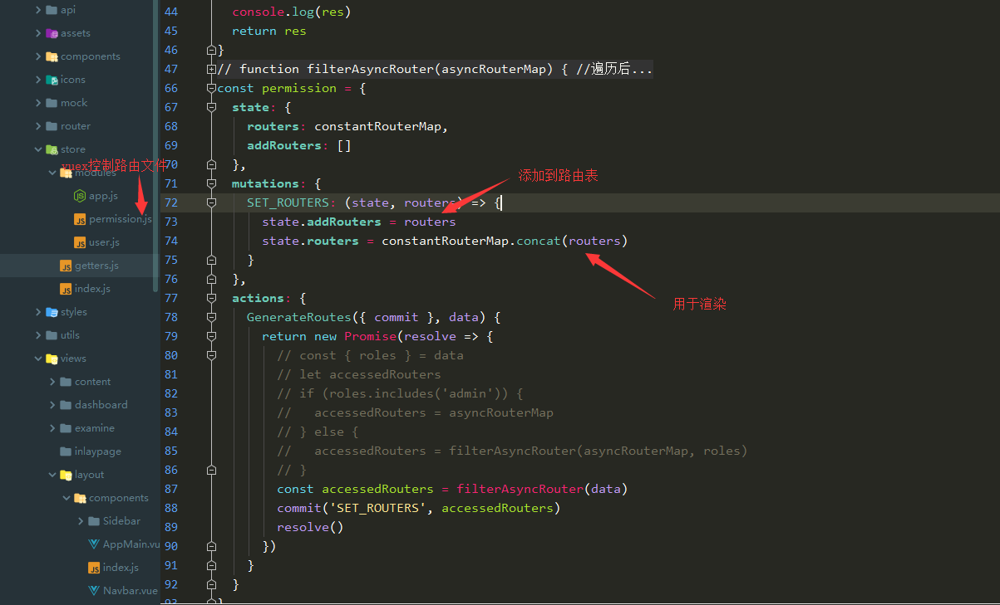 api
assets
components
icons
mock
router
store
vuex控制路由文件
modules
app.js
permission.js
user.js
getters.js
index.js
styles
utils
views
content
dashboard
examine
inlaypage
layout
components
Sidebar
AppMain.vu
index.js
Navbar.vue
44 console.log(res)
45 return res
46 }
47 // function filterAsyncRouter(asyncRouterMap) { //遍历后...
66 const permission = {
67 state: {
68 routers: constantRouterMap,
69 addRouters: []
70 },
71 mutations: {
添加到路由表
72 SET_ROUTERS: (state, routers) => {
73 state.addRouters = routers
74 state.routers = constantRouterMap.concat(routers)
75 }
76 },
77 actions: {
用于渲染
78 GenerateRoutes({ commit }, data) {
79 return new Promise(resolve => {
80 // const { roles } = data
81 // let accessedRouters
82 // if (roles.includes('admin')) {
83 // accessedRouters = asyncRouterMap
84 // } else {
85 // accessedRouters = filterAsyncRouter(asyncRouterMap, roles)
86 // }
87 const accessedRouters = filterAsyncRouter(data)
88 commit('SET_ROUTERS', accessedRouters)
89 resolve()
90 })
91 }
92 }
93 }